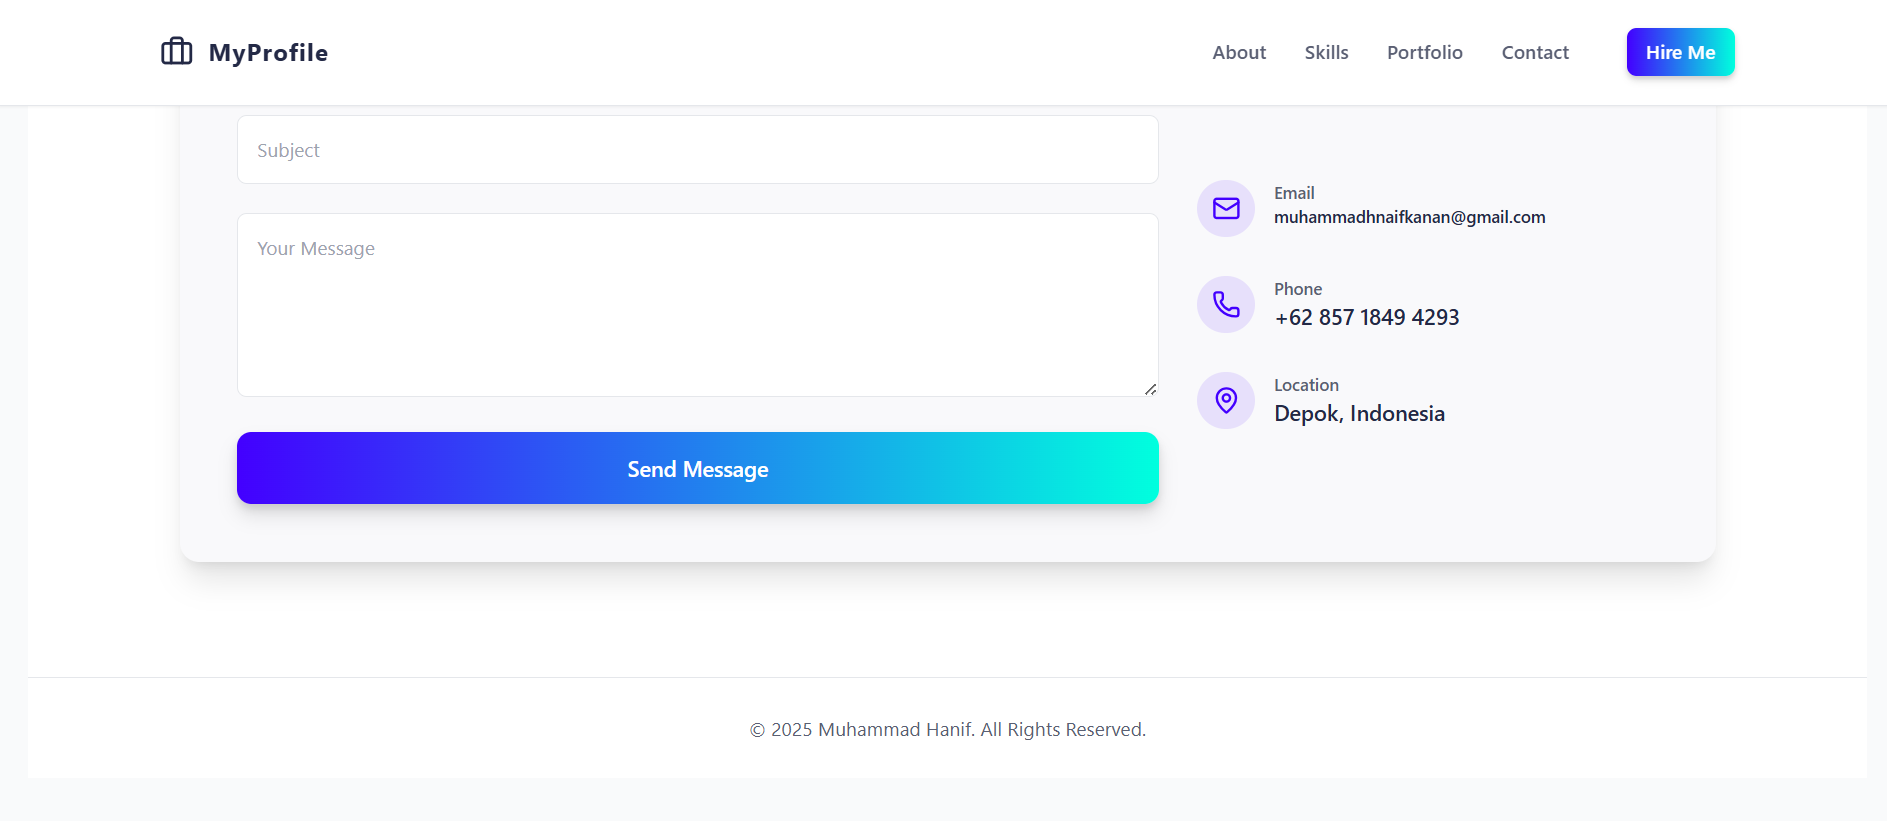 MyProfile
About
Skills
Portfolio
Contact
Hire Me
Subject
Your Message
Send Message
Email
muhammadhnaifkanan@gmail.com
Phone
+62 857 1849 4293
Location
Depok, Indonesia
© 2025 Muhammad Hanif. All Rights Reserved.